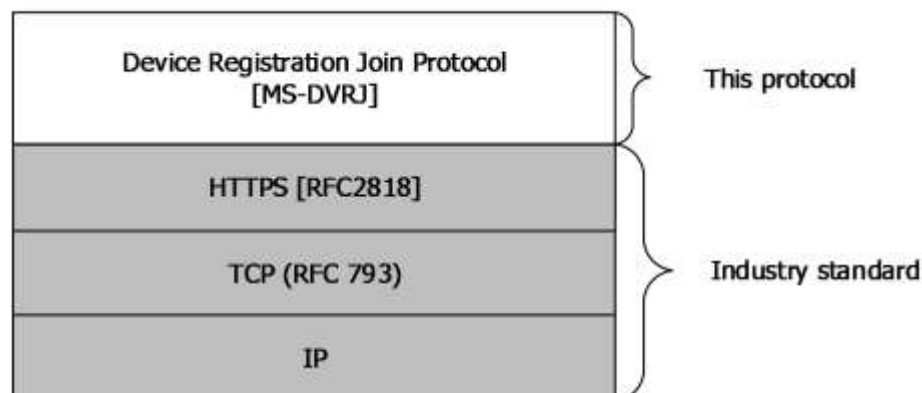 Device Registration Join Protocol
[MS-DVRJ]
This protocol
HTTPS [RFC2818]
TCP (RFC 793)
Industry standard
IP